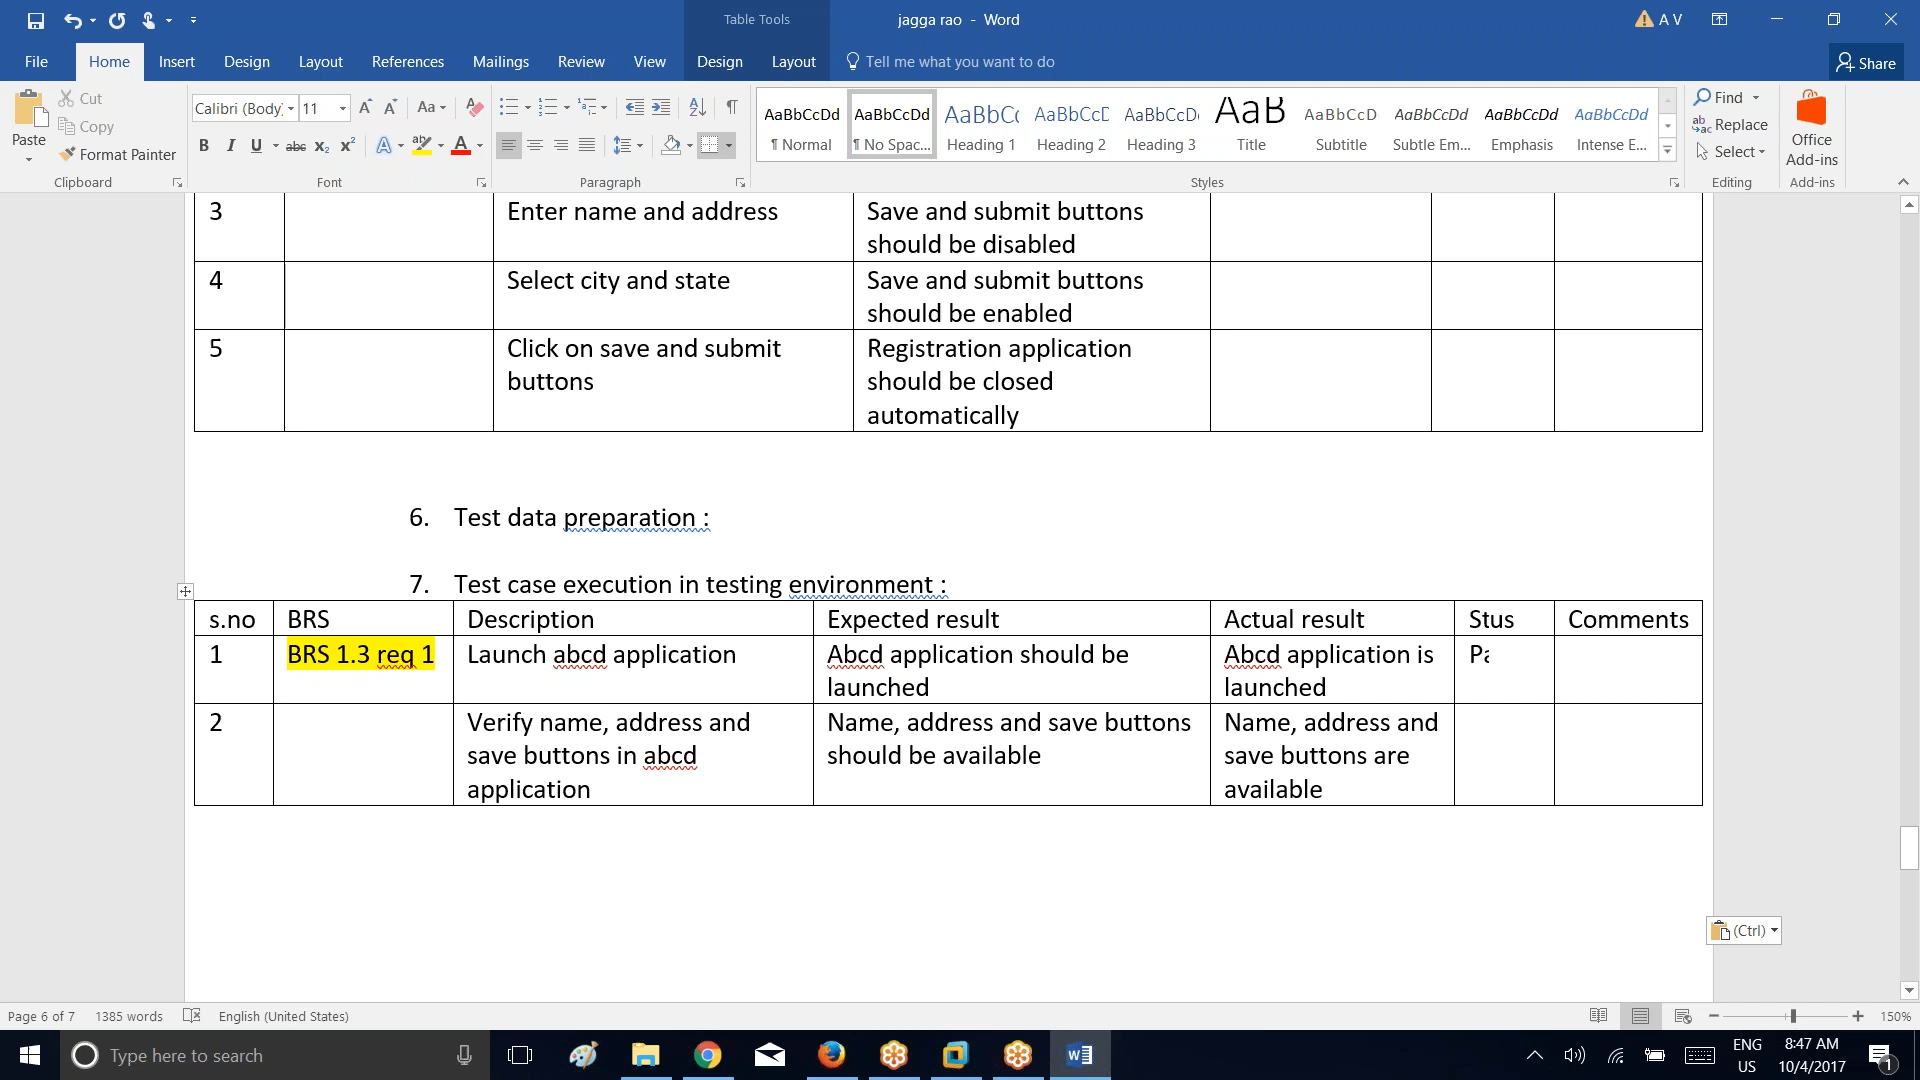 jagga rao - Word
Table Tools
A V
File
Home
Insert
Design
Layout
References
Mailings
Review
View
Design
Layout
Tell me what you want to do
Share
Paste
Cut
Copy
Format Painter
Clipboard
Calibri (Body)
11
Font
Paragraph
AaBbCcDd
¶ Normal
AaBbCcDd
¶ No Spac...
Heading 1
Heading 2
Heading 3
AaB
Title
AaBbCcD
Subtitle
AaBbCcDd
Subtle Em...
AaBbCcDd
Emphasis
AaBbCcDd
Intense E...
Styles
Find
Replace
Select
Editing
Office
Add-ins
Add-ins
3
Enter name and address
Save and submit buttons
should be disabled
4
Select city and state
Save and submit buttons
should be enabled
5
Click on save and submit
buttons
Registration application
should be closed
automatically
6. Test data preparation :
7. Test case execution in testing environment :
s.no
BRS
Description
Expected result
Actual result
Stus
Comments
1
BRS 1.3 req 1
Launch abcd application
Abcd application should be
launched
Abcd application is
launched
Pa
2
Verify name, address and
save buttons in abcd
application
Name, address and save buttons
should be available
Name, address and
save buttons are
available
(Ctrl)
Page 6 of 7
1385 words
English (United States)
150%
Type here to search
ENG
US
8:47 AM
10/4/2017
1